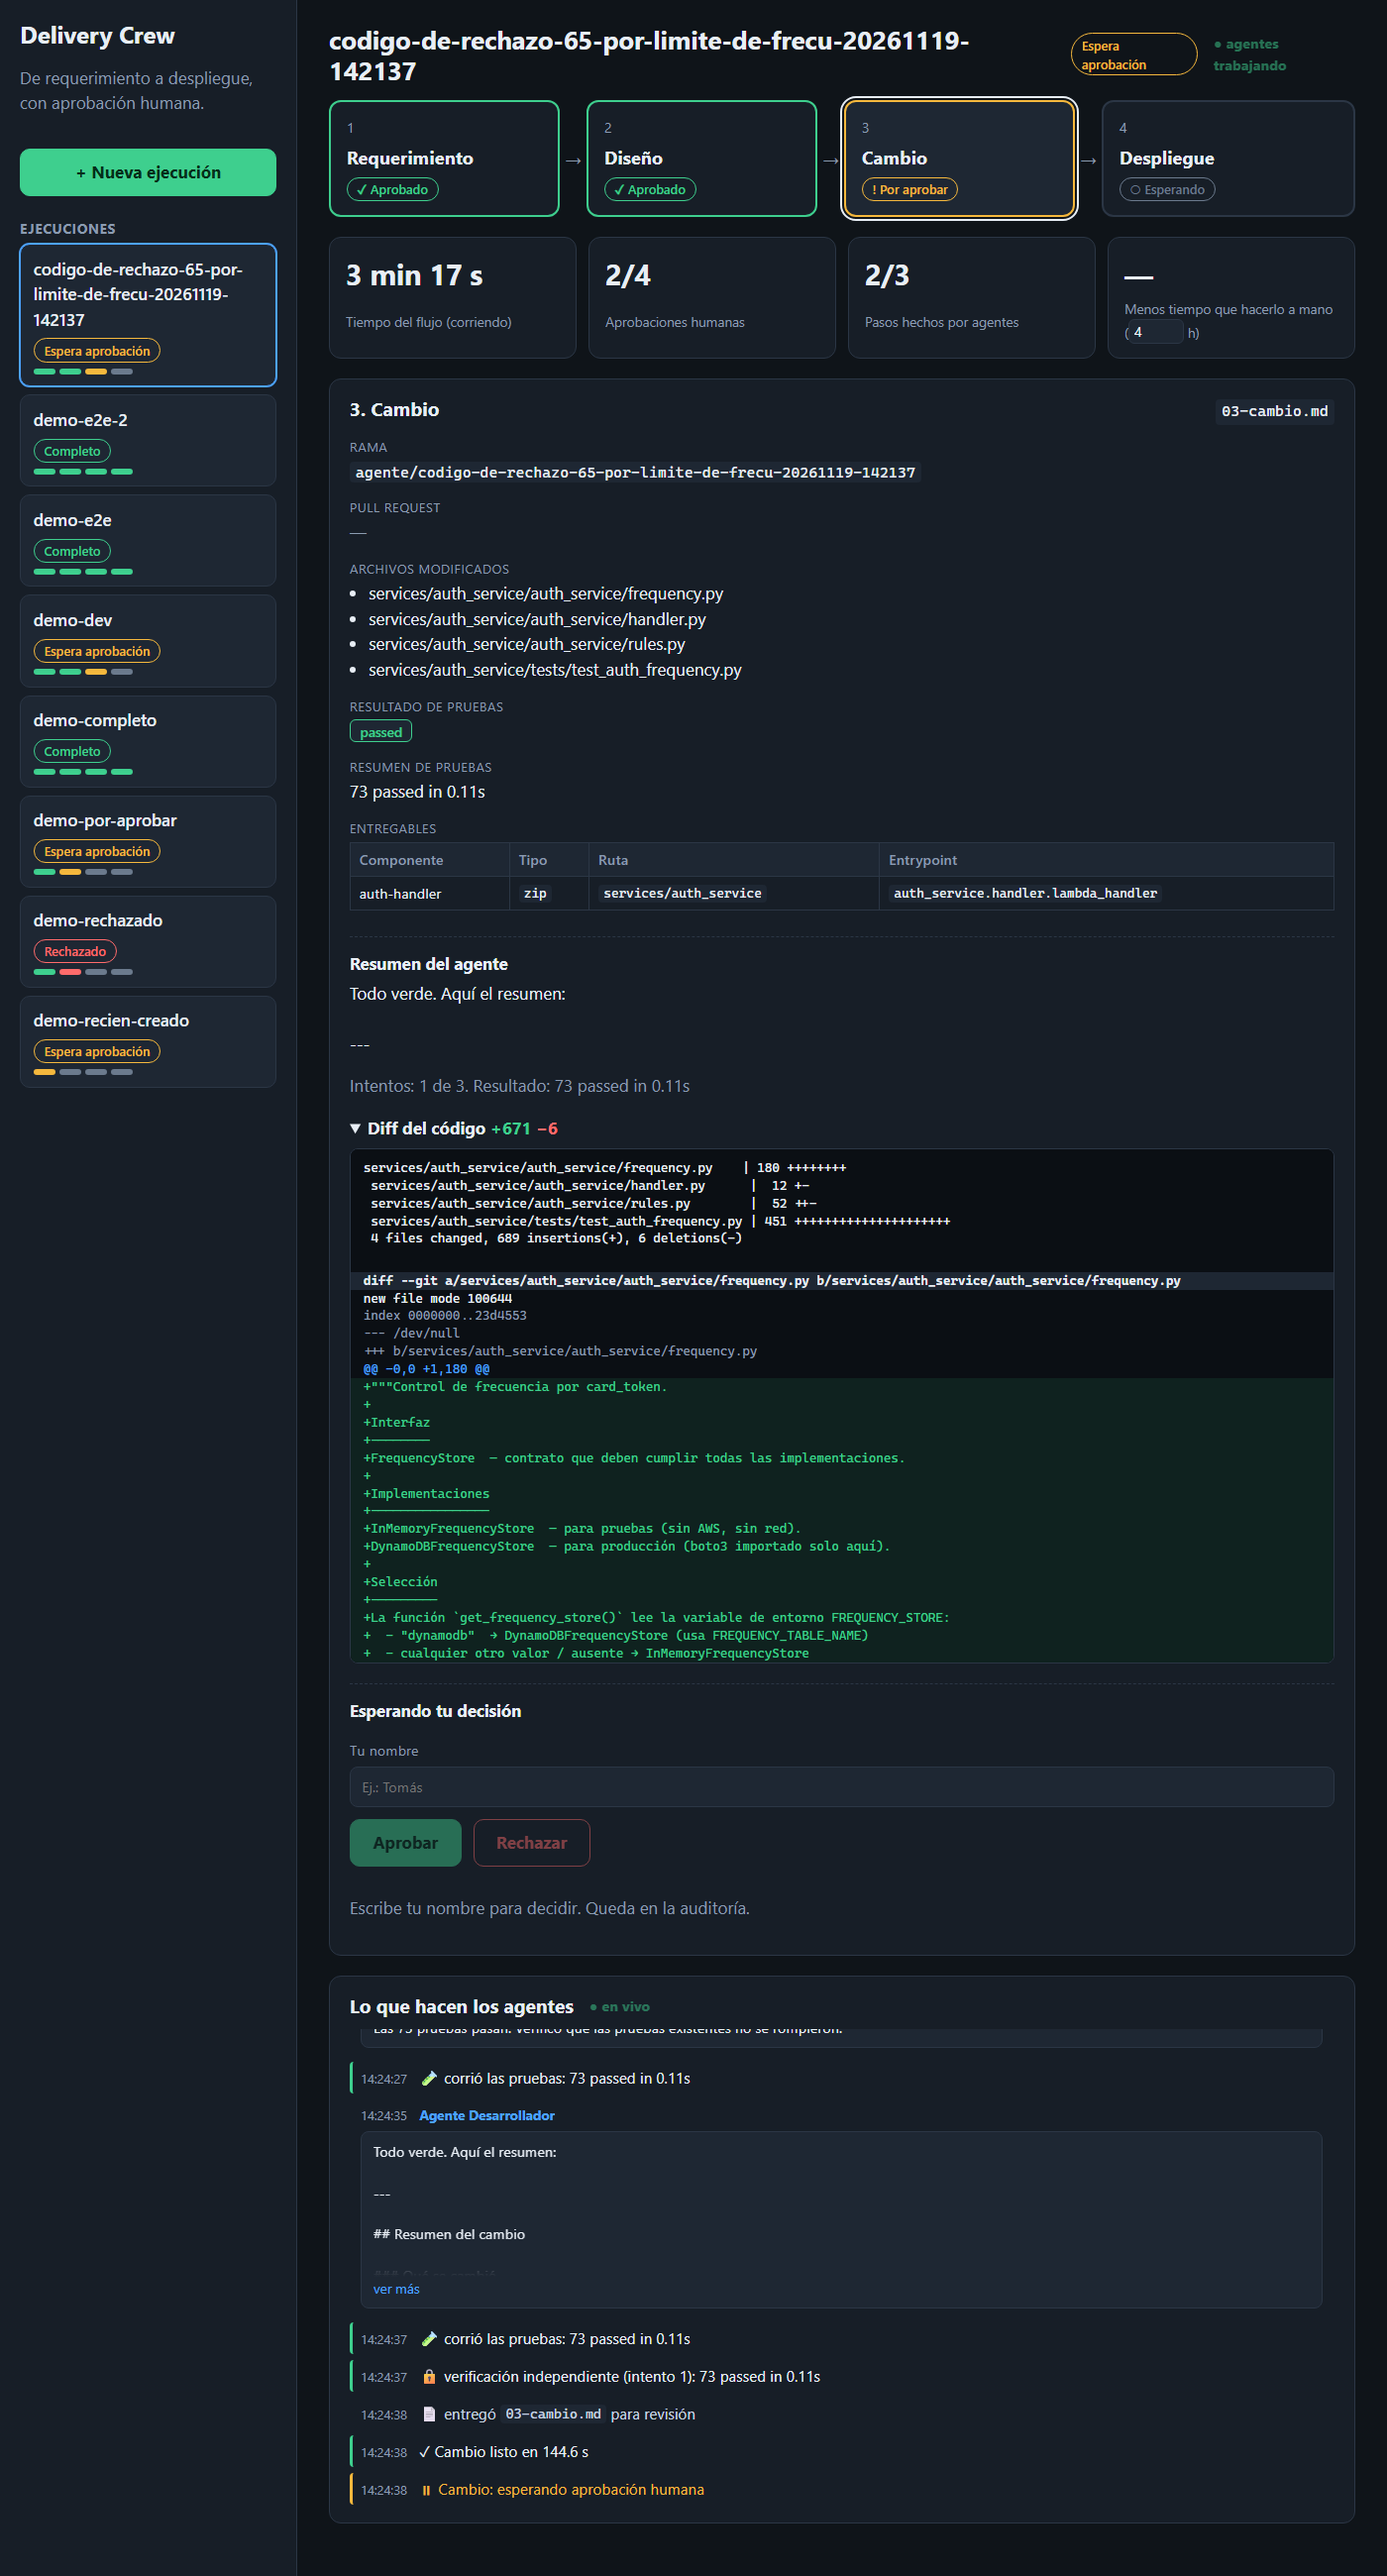 Delivery Crew
De requerimiento a despliegue,
con aprobación humana.
+ Nueva ejecución
EJECUCIONES
codigo-de-rechazo-65-por-
limite-de-frecu-20261119-
142137
Espera aprobación
demo-e2e-2
Completo
demo-e2e
Completo
demo-dev
Espera aprobación
demo-completo
Completo
demo-por-aprobar
Espera aprobación
demo-rechazado
Rechazado
demo-recien-creado
Espera aprobación
codigo-de-rechazo-65-por-limite-de-frecu-20261119-
142137
Espera
aprobación
● agentes
trabajando
1
Requerimiento
✓ Aprobado
→
2
Diseño
✓ Aprobado
→
3
Cambio
! Por aprobar
→
4
Despliegue
○ Esperando
3 min 17 s
Tiempo del flujo (corriendo)
2/4
Aprobaciones humanas
2/3
Pasos hechos por agentes
—
Menos tiempo que hacerlo a mano
(4 h)
3. Cambio
03-cambio.md
RAMA
agente/codigo-de-rechazo-65-por-limite-de-frecu-20261119-142137
PULL REQUEST
—
ARCHIVOS MODIFICADOS
• services/auth_service/auth_service/frequency.py
• services/auth_service/auth_service/handler.py
• services/auth_service/auth_service/rules.py
• services/auth_service/tests/test_auth_frequency.py
RESULTADO DE PRUEBAS
passed
RESUMEN DE PRUEBAS
73 passed in 0.11s
ENTREGABLES
Componente Tipo Ruta Entrypoint
auth-handler zip services/auth_service auth_service.handler.lambda_handler
Resumen del agente
Todo verde. Aquí el resumen:
---
Intentos: 1 de 3. Resultado: 73 passed in 0.11s
▼ Diff del código +671 −6
services/auth_service/auth_service/frequency.py    | 180 ++++++++
services/auth_service/auth_service/handler.py      |  12 +-
services/auth_service/auth_service/rules.py        |  52 ++-
services/auth_service/tests/test_auth_frequency.py | 451 +++++++++++++++++++++
4 files changed, 689 insertions(+), 6 deletions(-)
diff --git a/services/auth_service/auth_service/frequency.py b/services/auth_service/auth_service/frequency.py
new file mode 100644
index 0000000..23d4553
--- /dev/null
+++ b/services/auth_service/auth_service/frequency.py
@@ -0,0 +1,180 @@
+"""Control de frecuencia por card_token.
+
+Interfaz
+--------
+FrequencyStore  — contrato que deben cumplir todas las implementaciones.
+
+Implementaciones
+----------------
+InMemoryFrequencyStore  — para pruebas (sin AWS, sin red).
+DynamoDBFrequencyStore  — para producción (boto3 importado solo aquí).
+
+Selección
+---------
+La función `get_frequency_store()` lee la variable de entorno FREQUENCY_STORE:
+  - "dynamodb"  → DynamoDBFrequencyStore (usa FREQUENCY_TABLE_NAME)
+  - cualquier otro valor / ausente → InMemoryFrequencyStore
Esperando tu decisión
Tu nombre
Ej.: Tomás
Aprobar
Rechazar
Escribe tu nombre para decidir. Queda en la auditoría.
Lo que hacen los agentes ● en vivo
Las 73 pruebas pasan. Verifico que las pruebas existentes no se rompieron:
14:24:27 corrió las pruebas: 73 passed in 0.11s
14:24:35 Agente Desarrollador
Todo verde. Aquí el resumen:
---
## Resumen del cambio
ver más
14:24:37 corrió las pruebas: 73 passed in 0.11s
14:24:37 verificación independiente (intento 1): 73 passed in 0.11s
14:24:38 entregó 03-cambio.md para revisión
14:24:38 ✓ Cambio listo en 144.6 s
14:24:38 ⏸ Cambio: esperando aprobación humana